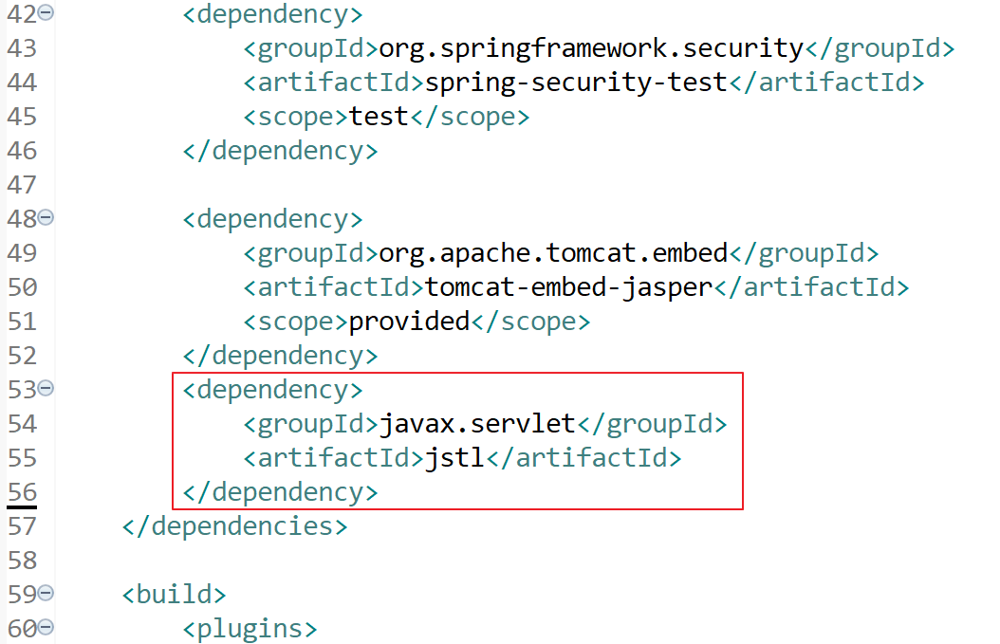 42 <dependency>
43 <groupId>org.springframework.security</groupId>
44 <artifactId>spring-security-test</artifactId>
45 <scope>test</scope>
46 </dependency>
47
48 <dependency>
49 <groupId>org.apache.tomcat.embed</groupId>
50 <artifactId>tomcat-embed-jasper</artifactId>
51 <scope>provided</scope>
52 </dependency>
53 <dependency>
54 <groupId>javax.servlet</groupId>
55 <artifactId>jstl</artifactId>
56 </dependency>
57 </dependencies>
58
59 <build>
60 <plugins>